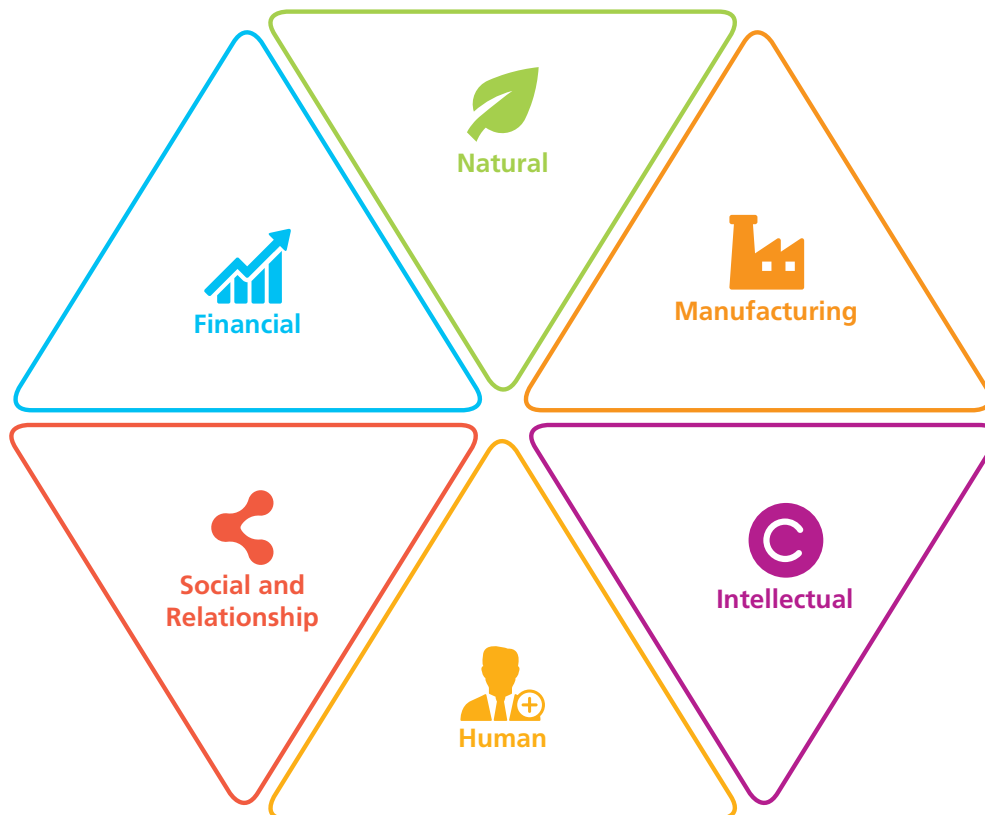 Natural
Financial
Manufacturing
Social and
Relationship
Intellectual
Human